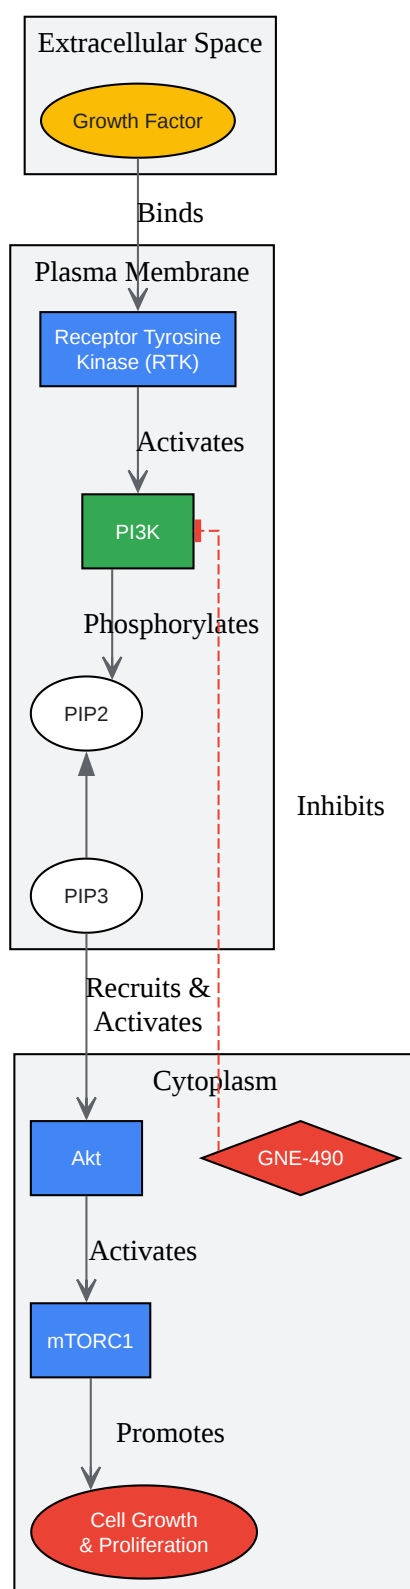 Extracellular Space
Growth Factor
Binds
Plasma Membrane
Receptor Tyrosine
Kinase (RTK)
Activates
PI3K
Phosphorylates
PIP2
Inhibits
PIP3
Recruits &
Activates
Cytoplasm
Akt
GNE-490
Activates
mTORC1
Promotes
Cell Growth
& Proliferation